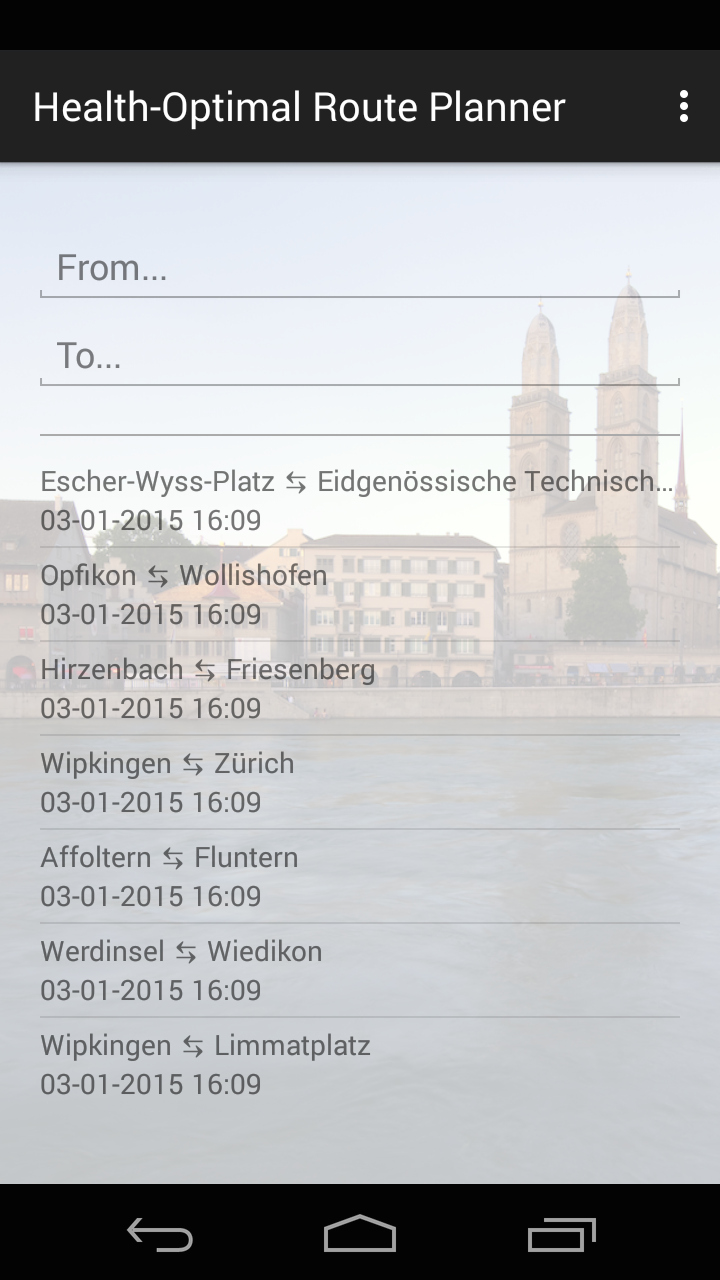 Health-Optimal Route Planner
From...
To...
Escher-Wyss-Platz ⇆ Eidgenössische Technisch...
03-01-2015 16:09
Opfikon ⇆ Wollishofen
03-01-2015 16:09
Hirzenbach ⇆ Friesenberg
03-01-2015 16:09
Wipkingen ⇆ Zürich
03-01-2015 16:09
Affoltern ⇆ Fluntern
03-01-2015 16:09
Werdinsel ⇆ Wiedikon
03-01-2015 16:09
Wipkingen ⇆ Limmatplatz
03-01-2015 16:09